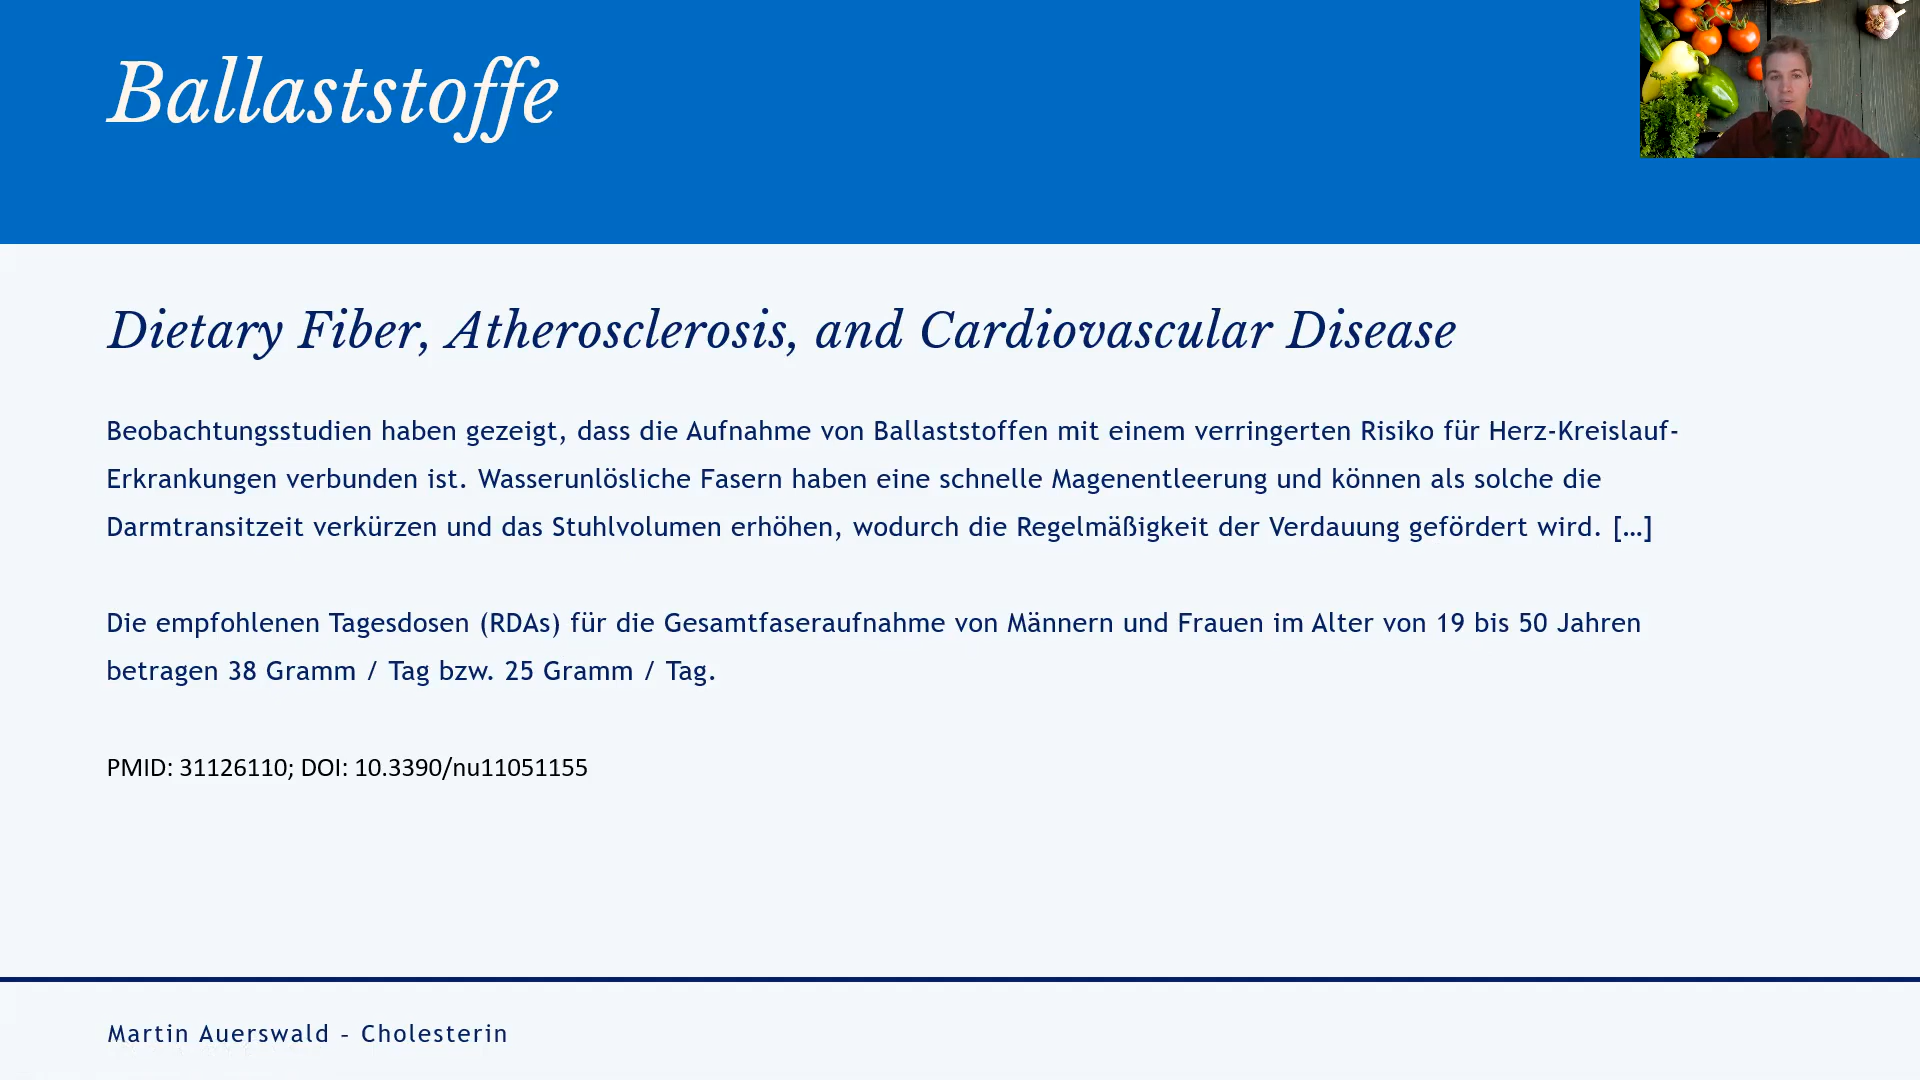 Ballaststoffe
Dietary Fiber, Atherosclerosis, and Cardiovascular Disease
Beobachtungsstudien haben gezeigt, dass die Aufnahme von Ballaststoffen mit einem verringerten Risiko für Herz-Kreislauf-
Erkrankungen verbunden ist. Wasserunlösliche Fasern haben eine schnelle Magenentleerung und können als solche die
Darmtransitzeit verkürzen und das Stuhlvolumen erhöhen, wodurch die Regelmäßigkeit der Verdauung gefördert wird. […]
Die empfohlenen Tagesdosen (RDAs) für die Gesamtfaseraufnahme von Männern und Frauen im Alter von 19 bis 50 Jahren
betragen 38 Gramm / Tag bzw. 25 Gramm / Tag.
PMID: 31126110; DOI: 10.3390/nu11051155
Martin Auerswald – Cholesterin